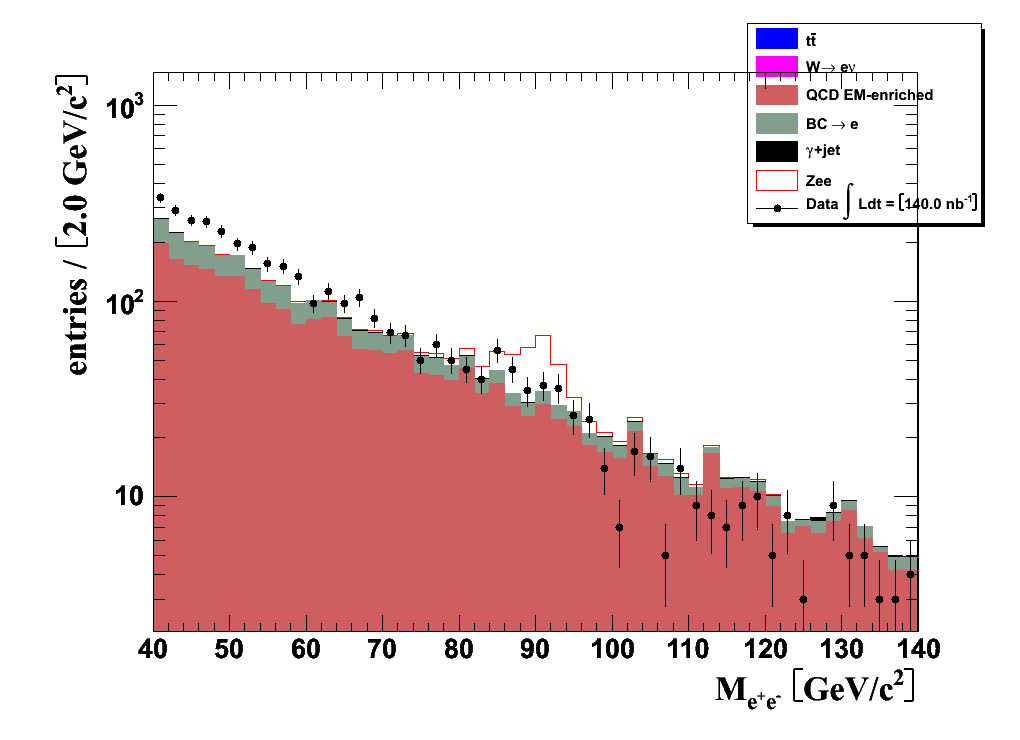 tt̄
W→ eν
QCD EM-enriched
BC → e
γ+jet
Zee
Data ∫ Ldt = [140.0 nb⁻¹]
entries / [2.0 GeV/c²]
10³
10²
10
40 50 60 70 80 90 100 110 120 130 140
M e⁺e⁻ [GeV/c²]